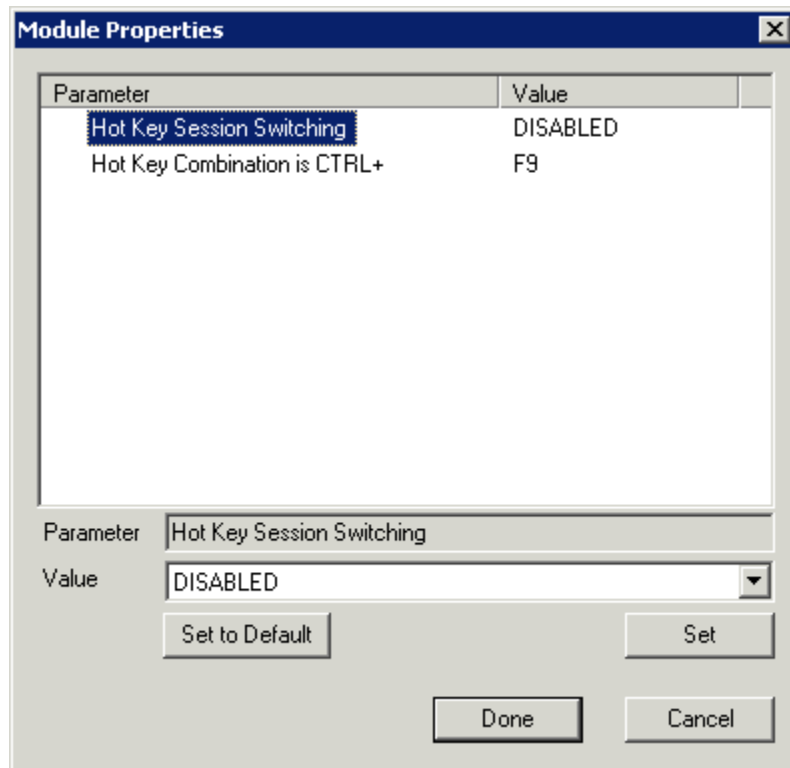 Module Properties
Parameter Value
Hot Key Session Switching DISABLED
Hot Key Combination is CTRL+ F9
Parameter Hot Key Session Switching
Value DISABLED
Set to Default Set
Done Cancel